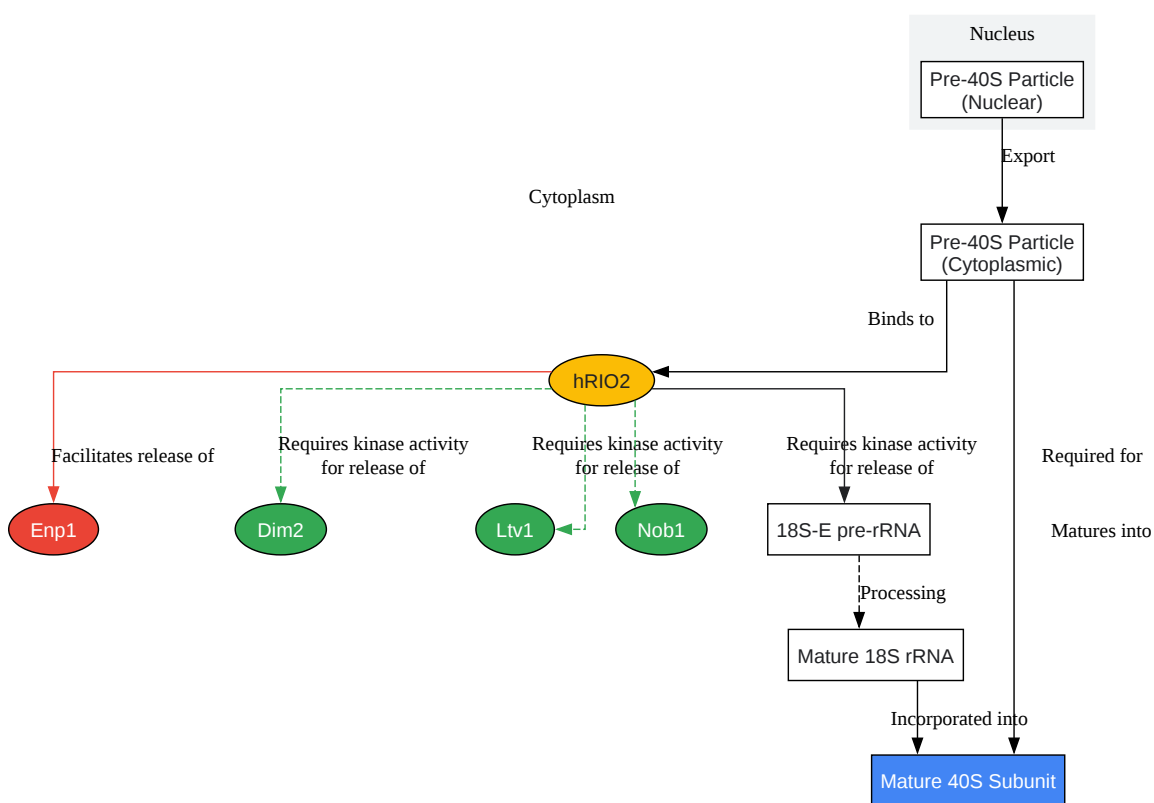 Nucleus
Pre-40S Particle
(Nuclear)
Export
Cytoplasm
Pre-40S Particle
(Cytoplasmic)
Binds to
hRIO2
Facilitates release of
Requires kinase activity
for release of
Requires kinase activity
for release of
Requires kinase activity
for release of
Required for
Enp1
Dim2
Ltv1
Nob1
18S-E pre-rRNA
Matures into
Processing
Mature 18S rRNA
Incorporated into
Mature 40S Subunit